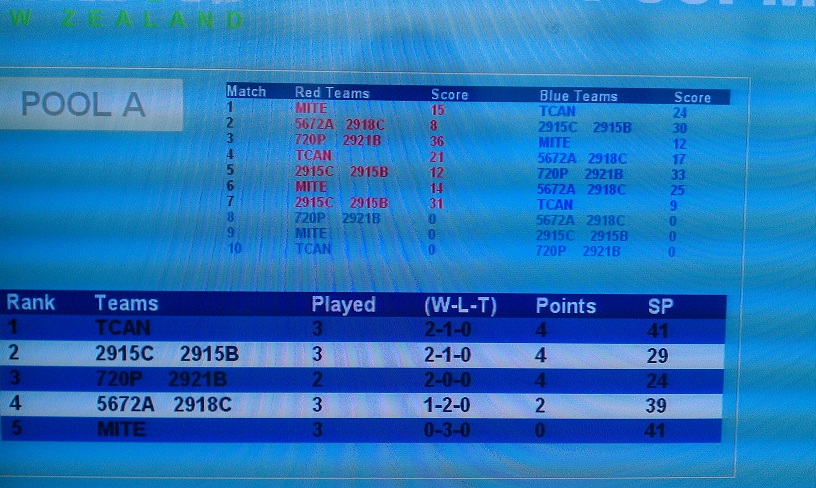 W ZEALAND
POOL A
Match Red Teams Score Blue Teams Score
1 MITE 15 TCAN 24
2 5672A 2918C 8 2915C 2915B 30
3 720P 2921B 36 MITE 12
4 TCAN 21 5672A 2918C 17
5 2915C 2915B 12 720P 2921B 33
6 MITE 14 5672A 2918C 25
7 2915C 2915B 31 TCAN 9
8 720P 2921B 0 5672A 2918C 0
9 MITE 0 2915C 2915B 0
10 TCAN 0 720P 2921B 0
Rank Teams Played (W-L-T) Points SP
1 TCAN 3 2-1-0 4 41
2 2915C 2915B 3 2-1-0 4 29
3 720P 2921B 2 2-0-0 4 24
4 5672A 2918C 3 1-2-0 2 39
5 MITE 3 0-3-0 0 41